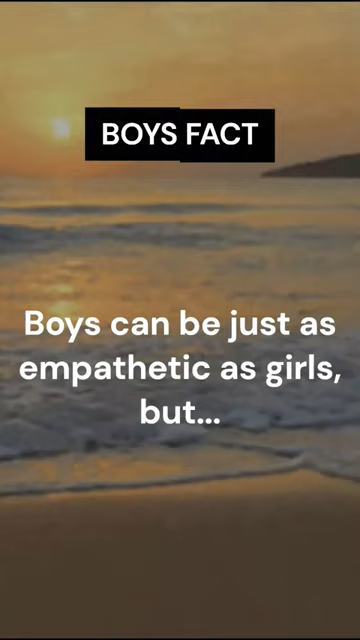 BOYS FACT
Boys can be just as
empathetic as girls,
but...